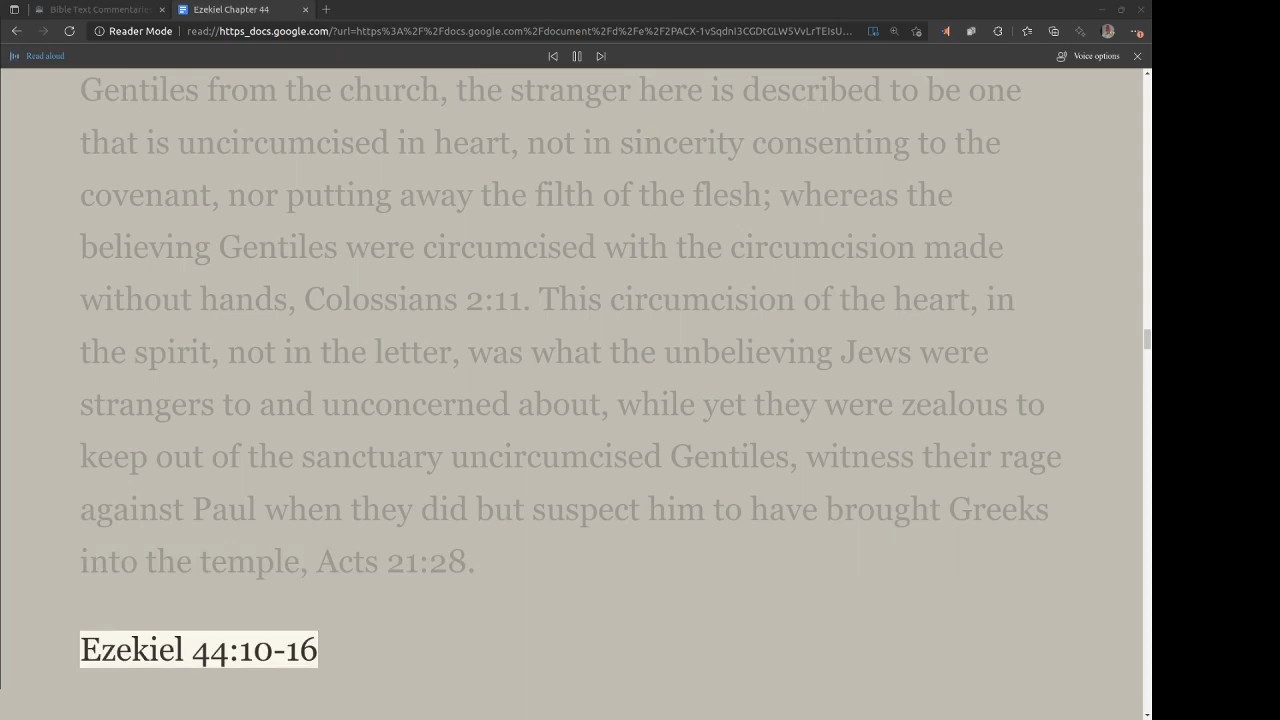 Bible Text Commentaries
Ezekiel Chapter 44
Reader Mode
read://https_docs.google.com/?url=https%3A%2F%2Fdocs.google.com%2Fdocument%2Fd%2Fe%2F2PACX-1vSqdnI3CGDtGLW5VvLrTEIsU...
Read aloud
Voice options
Gentiles from the church, the stranger here is described to be one
that is uncircumcised in heart, not in sincerity consenting to the
covenant, nor putting away the filth of the flesh; whereas the
believing Gentiles were circumcised with the circumcision made
without hands, Colossians 2:11. This circumcision of the heart, in
the spirit, not in the letter, was what the unbelieving Jews were
strangers to and unconcerned about, while yet they were zealous to
keep out of the sanctuary uncircumcised Gentiles, witness their rage
against Paul when they did but suspect him to have brought Greeks
into the temple, Acts 21:28.
Ezekiel 44:10-16